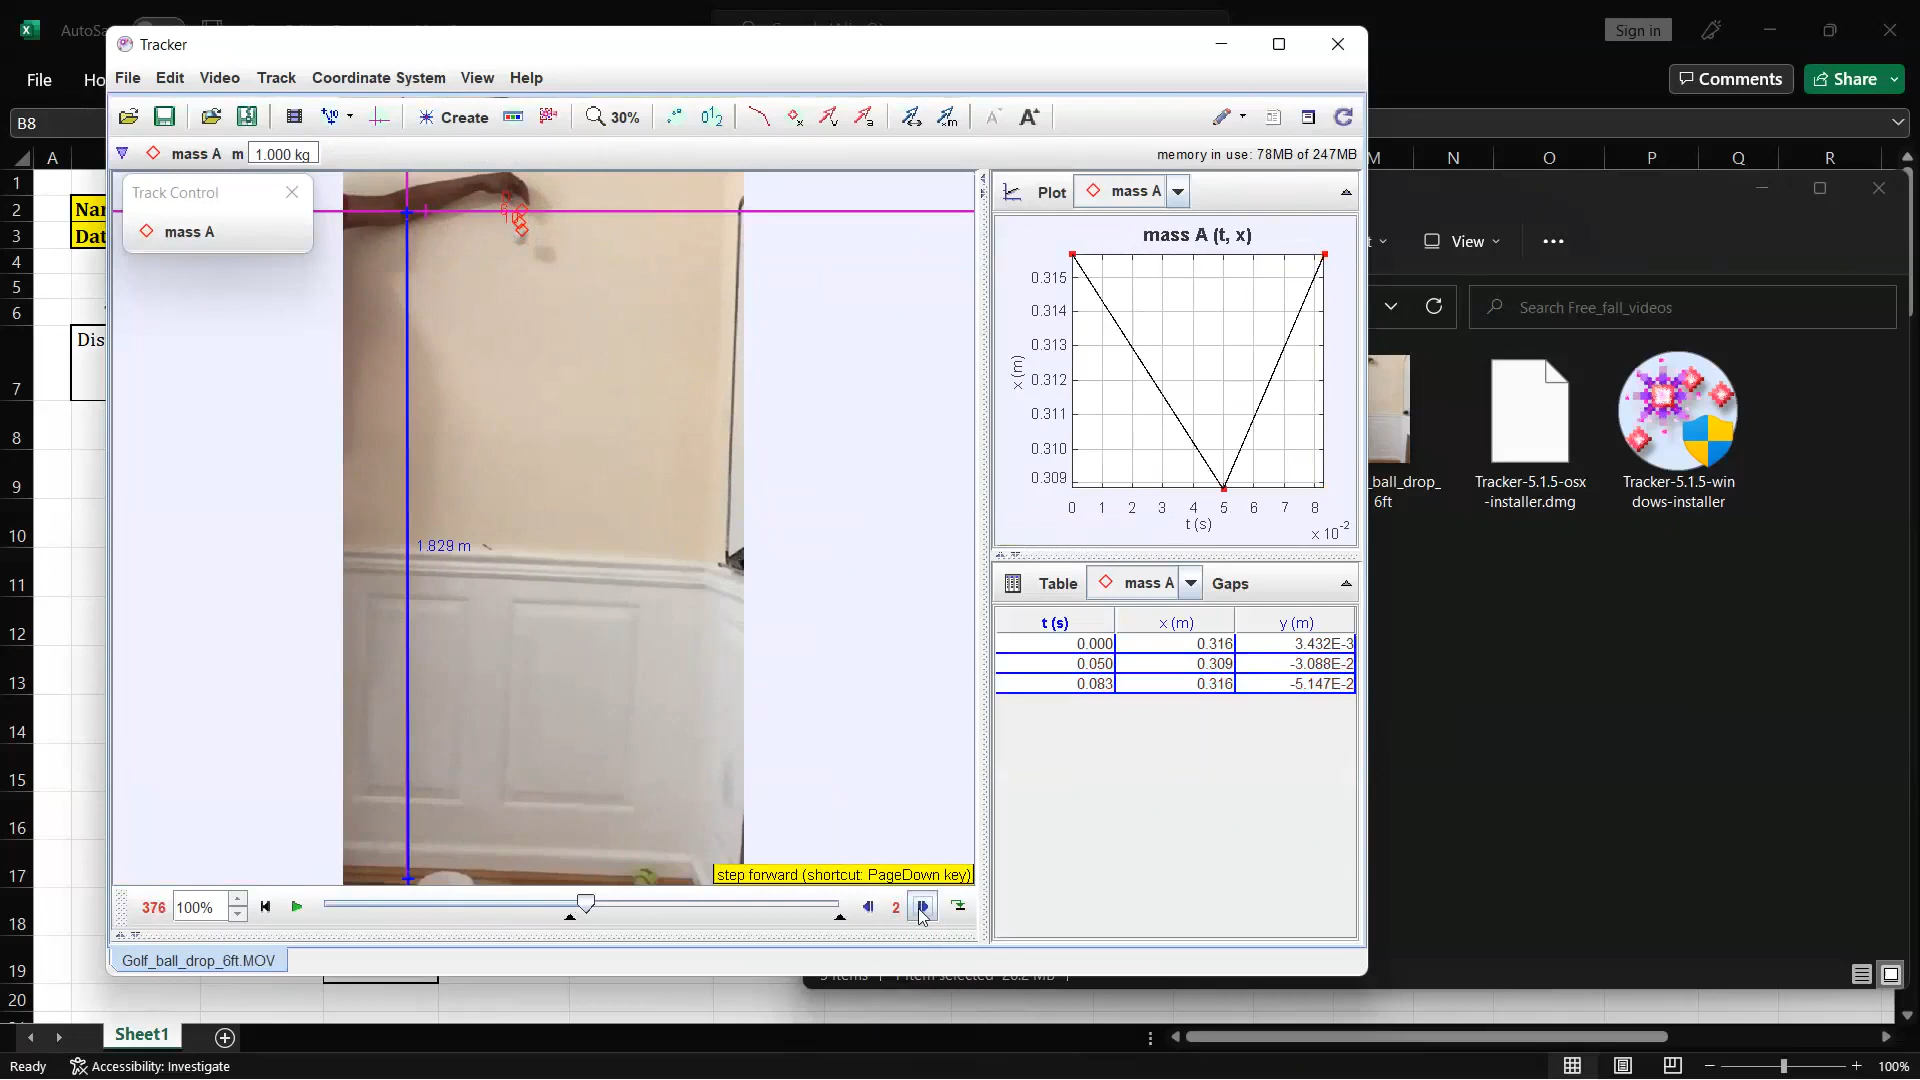 AutoSa
Sign in
Tracker
File Ho
Comments Share
File Edit Video Track Coordinate System View Help
B8
Create 30%
mass A m 1.000 kg
memory in use: 78MB of 247MB
A M N O P Q R
Track Control
mass A
Plot mass A
1
2 Nar
3 Dat
4
5
6
7 Dis
8
9
10
11
12
13
14
15
16
17
18
19
20
mass A (t, x)
0.315
0.314
0.313
0.312
0.311
0.310
0.309
x (m)
0 1 2 3 4 5 6 7 8
t (s)
x 10-2
1.829 m
Table mass A Gaps
t (s) x (m) y (m)
0.000 0.316 3.432E-3
0.050 0.309 -3.088E-2
0.083 0.316 -5.147E-2
View
Search Free_fall_videos
ball_drop_
6ft
Tracker-5.1.5-osx
-installer.dmg
Tracker-5.1.5-win
dows-installer
step forward (shortcut: PageDown key)
376 100% 2
Golf_ball_drop_6ft.MOV
Sheet1
Ready Accessibility: Investigate
100%